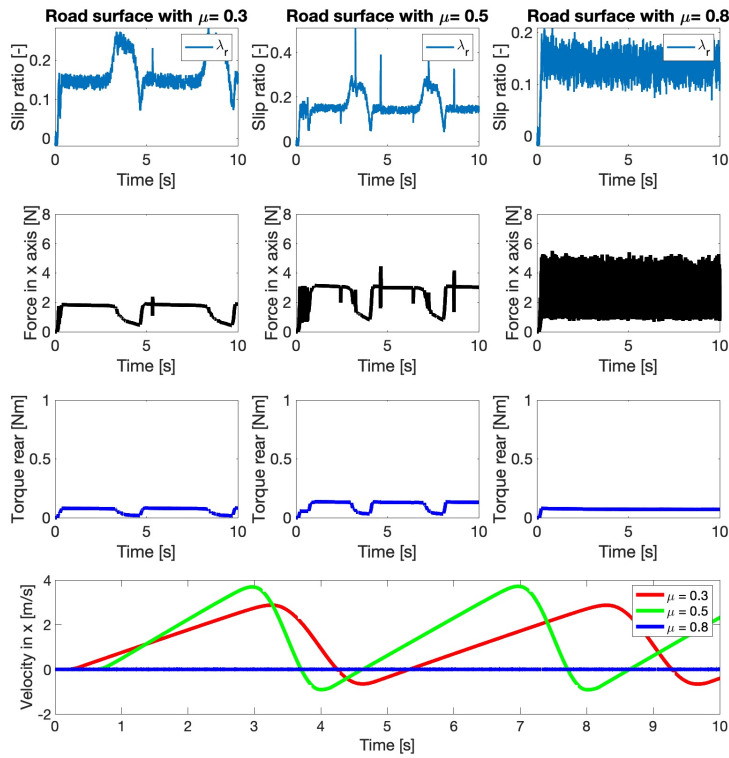 Road surface with μ= 0.3
Road surface with μ= 0.5
Road surface with μ= 0.8
Slip ratio [-]
0.2
0.1
0
λr
0
5
10
Time [s]
Slip ratio [-]
0.4
0.2
0
λr
0
5
10
Time [s]
Slip ratio [-]
0.2
0.1
0
λr
0
5
10
Time [s]
Force in x axis [N]
8
6
4
2
0
0
5
10
Time [s]
Force in x axis [N]
8
6
4
2
0
0
5
10
Time [s]
Force in x axis [N]
8
6
4
2
0
0
5
10
Time [s]
Torque rear [Nm]
1
0.5
0
0
5
10
Time [s]
Torque rear [Nm]
1
0.5
0
0
5
10
Time [s]
Torque rear [Nm]
1
0.5
0
0
5
10
Time [s]
Velocity in x [m/s]
4
2
0
-2
μ = 0.3
μ = 0.5
μ = 0.8
0
1
2
3
4
5
6
7
8
9
10
Time [s]